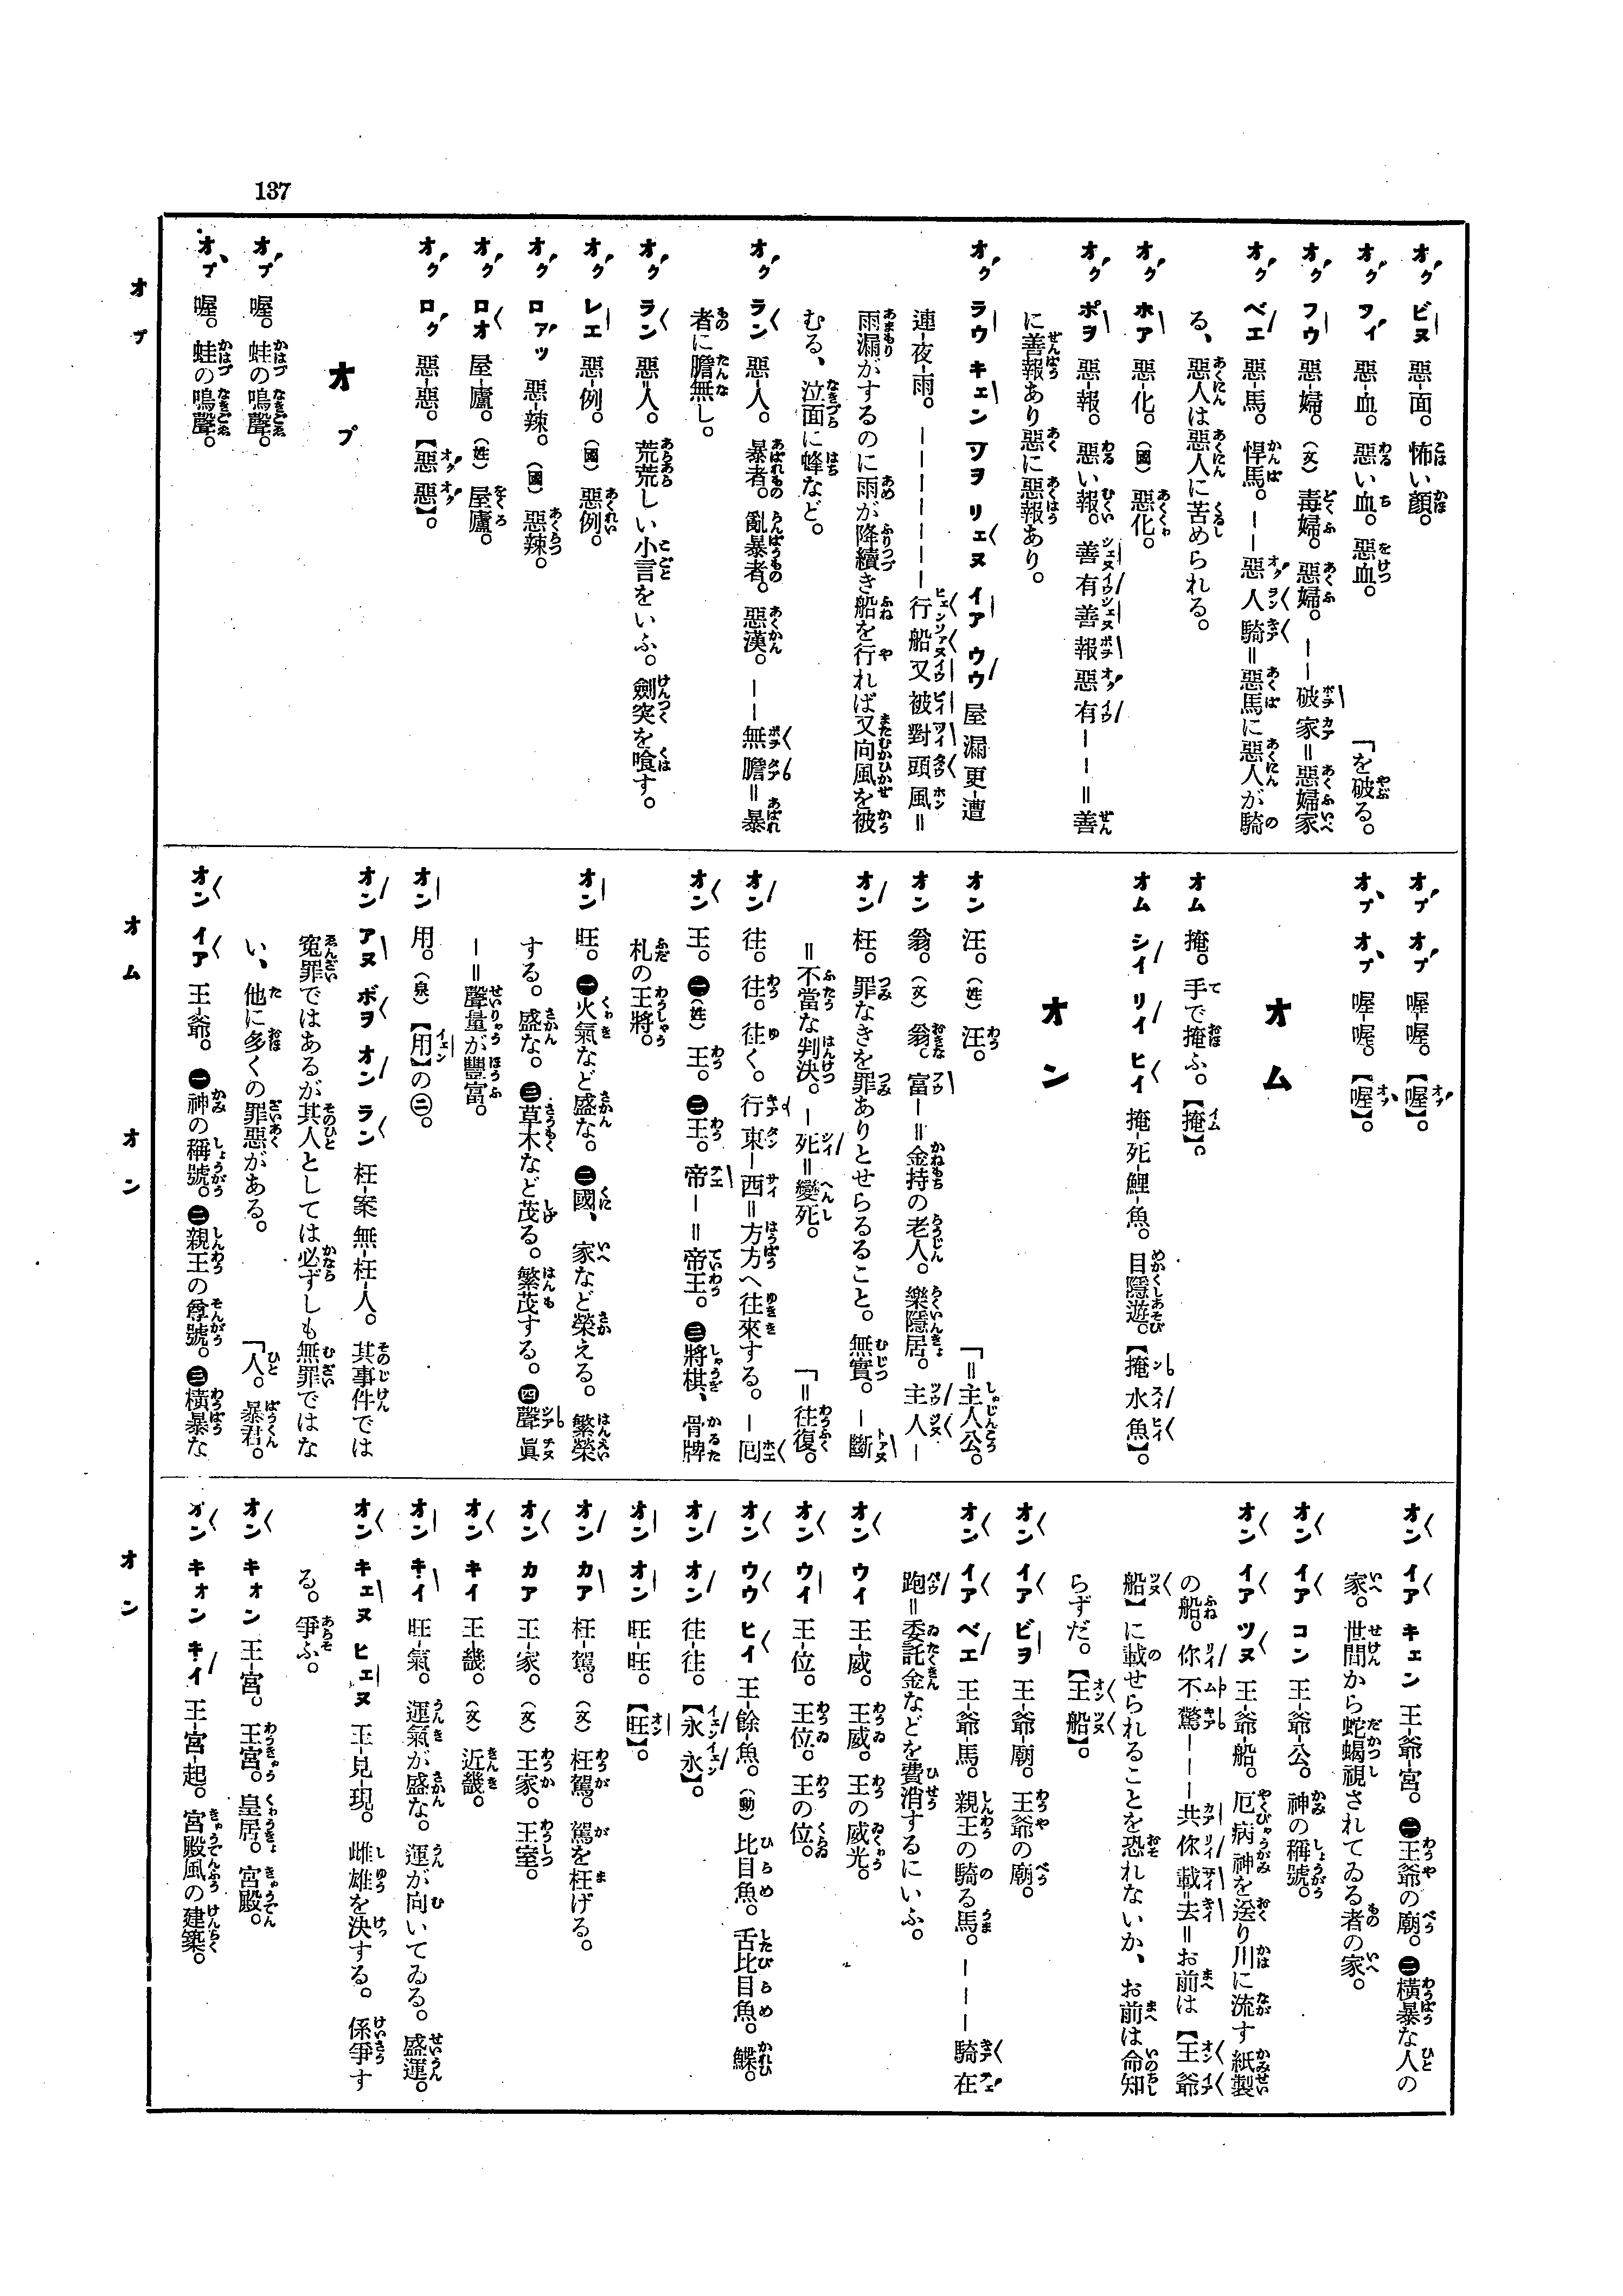 137
オク ビヌ 惡-面。怖い顏。
オク フィ 惡-血。惡い血。惡血。 「を破る。
オク フウ 惡-婦。(文)毒婦。惡婦。――破家=惡婦家
オク ベエ 惡-馬。悍馬。――惡人騎=惡馬に惡人が騎
る、惡人は惡人に苦められる。
オク ホア 惡-化。(國)惡化。
オク ポヲ 惡-報。惡い報。善有善報惡有――=善
に善報あり惡に惡報あり。
オク ラウ キェン ヲヲ リェヌ イア ウウ 屋漏更-遭
連-夜-雨。―――――――行船又被對頭風=
雨漏がするのに雨が降續き船を行れば又向風を被
むる、泣面に蜂など。
オク ラン 惡-人。暴者。亂暴者。惡漢。――無膽=暴
者に膽無し。
オク ラン 惡=人。荒荒しい小言をいふ。劍突を喰す。
オク レエ 惡-例。(國)惡例。
オク ロアッ 惡-辣。(國)惡辣。
オク ロオ 屋-廬。(姓)屋廬。
オク ロク 惡-惡。【惡惡】。
オプ
オプ 喔。蛙の鳴聲。
オプ 喔。蛙の鳴聲。
オプ オプ 喔-喔。【喔】。
オプ オプ 喔-喔。【喔】。
オム
オム 掩。手で掩ふ。【掩】。
オム シイ リイ ヒイ 掩-死-鯉-魚。目隱遊。【掩水魚】。
オン
オン 汪。(姓)汪。 「=主人公。
オン 翁。(文)翁。富―=金持の老人。樂隱居。主人―
オン 枉。罪なきを罪ありとせらるること。無實。―斷
=不當な判決。―死=變死。 「=往復。
オン 往。往。往く。行東―西=方方へ往來する。―囘
オン 王。㊀(姓)王。㊁王。帝―=帝王。㊂將棋、骨牌
札の王將。
オン 旺。㊀火氣など盛な。㊁國、家など榮える。繁榮
する。盛な。㊂草木など茂る。繁茂する。㊃聲眞
―=聲量が豐富。
オン 用。(泉)【用】の㊁。
オン アヌ ボヲ オン ラン 枉-案無-枉-人。其事件では
寃罪ではあるが其人としては必ずしも無罪ではな
い、他に多くの罪惡がある。 「人。暴君。
オン イア 王-爺。㊀神の稱號。㊁親王の尊號。㊂橫暴な
オン イア キェン 王-爺-宮。㊀王爺の廟。㊁橫暴な人の
家。世間から蛇蝎視されてゐる者の家。
オン イア コン 王-爺-公。神の稱號。
オン イア ツヌ 王-爺-船。厄病神を送り川に流す紙製
の船。你不驚―――共你載=去=お前は【王爺
船】に載せられることを恐れないか、お前は命知
らずだ。【王船】。
オン イア ビヲ 王-爺-廟。王爺の廟。
オン イア ベエ 王-爺-馬。親王の騎る馬。―――騎在
跑=委託金などを費消するにいふ。
オン ウイ 王-威。王威。王の威光。
オン ウイ 王-位。王位。王の位。
オン ウウ ヒイ 王-餘-魚。(動)比目魚。舌比目魚。鰈。
オン オン 往-往。【永永】。
オン オン 旺-旺。【旺】。
オン カア 枉-駕。(文)枉駕。駕を枉げる。
オン カア 王-家。(文)王家。王室。
オン キイ 王-畿。(文)近畿。
オン キイ 旺-氣。運氣が盛な。運が向いてゐる。盛運。
オン キェヌ ヒェヌ 王-見-現。雌雄を決する。係爭す
る。爭ふ。
オン キォン 王-宮。王宮。皇居。宮殿。
オン キォン キイ 王-宮-起。宮殿風の建築。
オプ
オム オン
オン